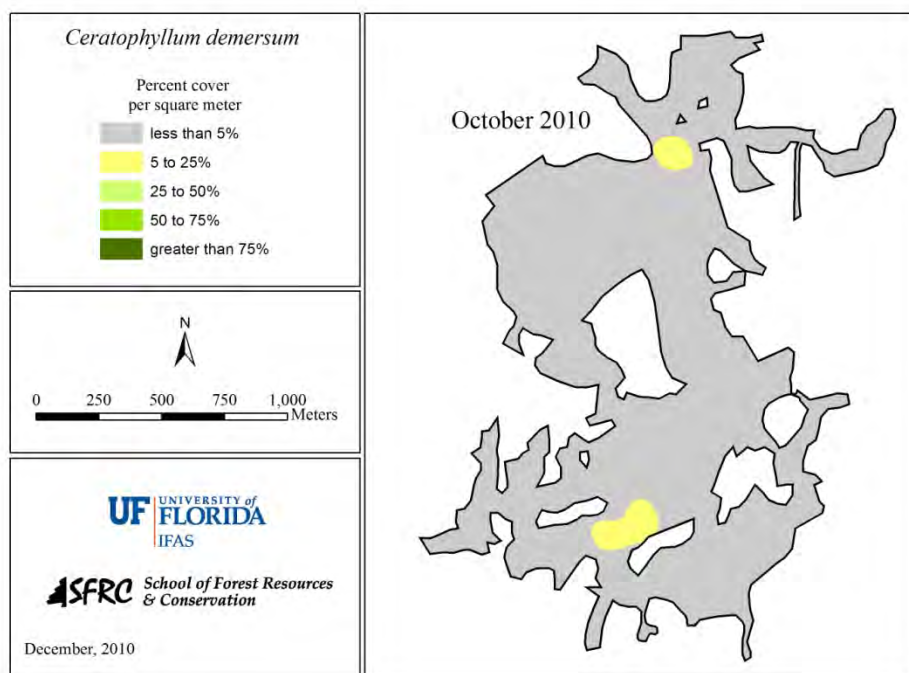 Ceratophyllum demersum
Percent cover
per square meter
less than 5%
5 to 25%
25 to 50%
50 to 75%
greater than 75%
N
0 250 500 750 1,000
Meters
UF UNIVERSITY of
FLORIDA
IFAS
SFRC School of Forest Resources
& Conservation
December, 2010
October 2010